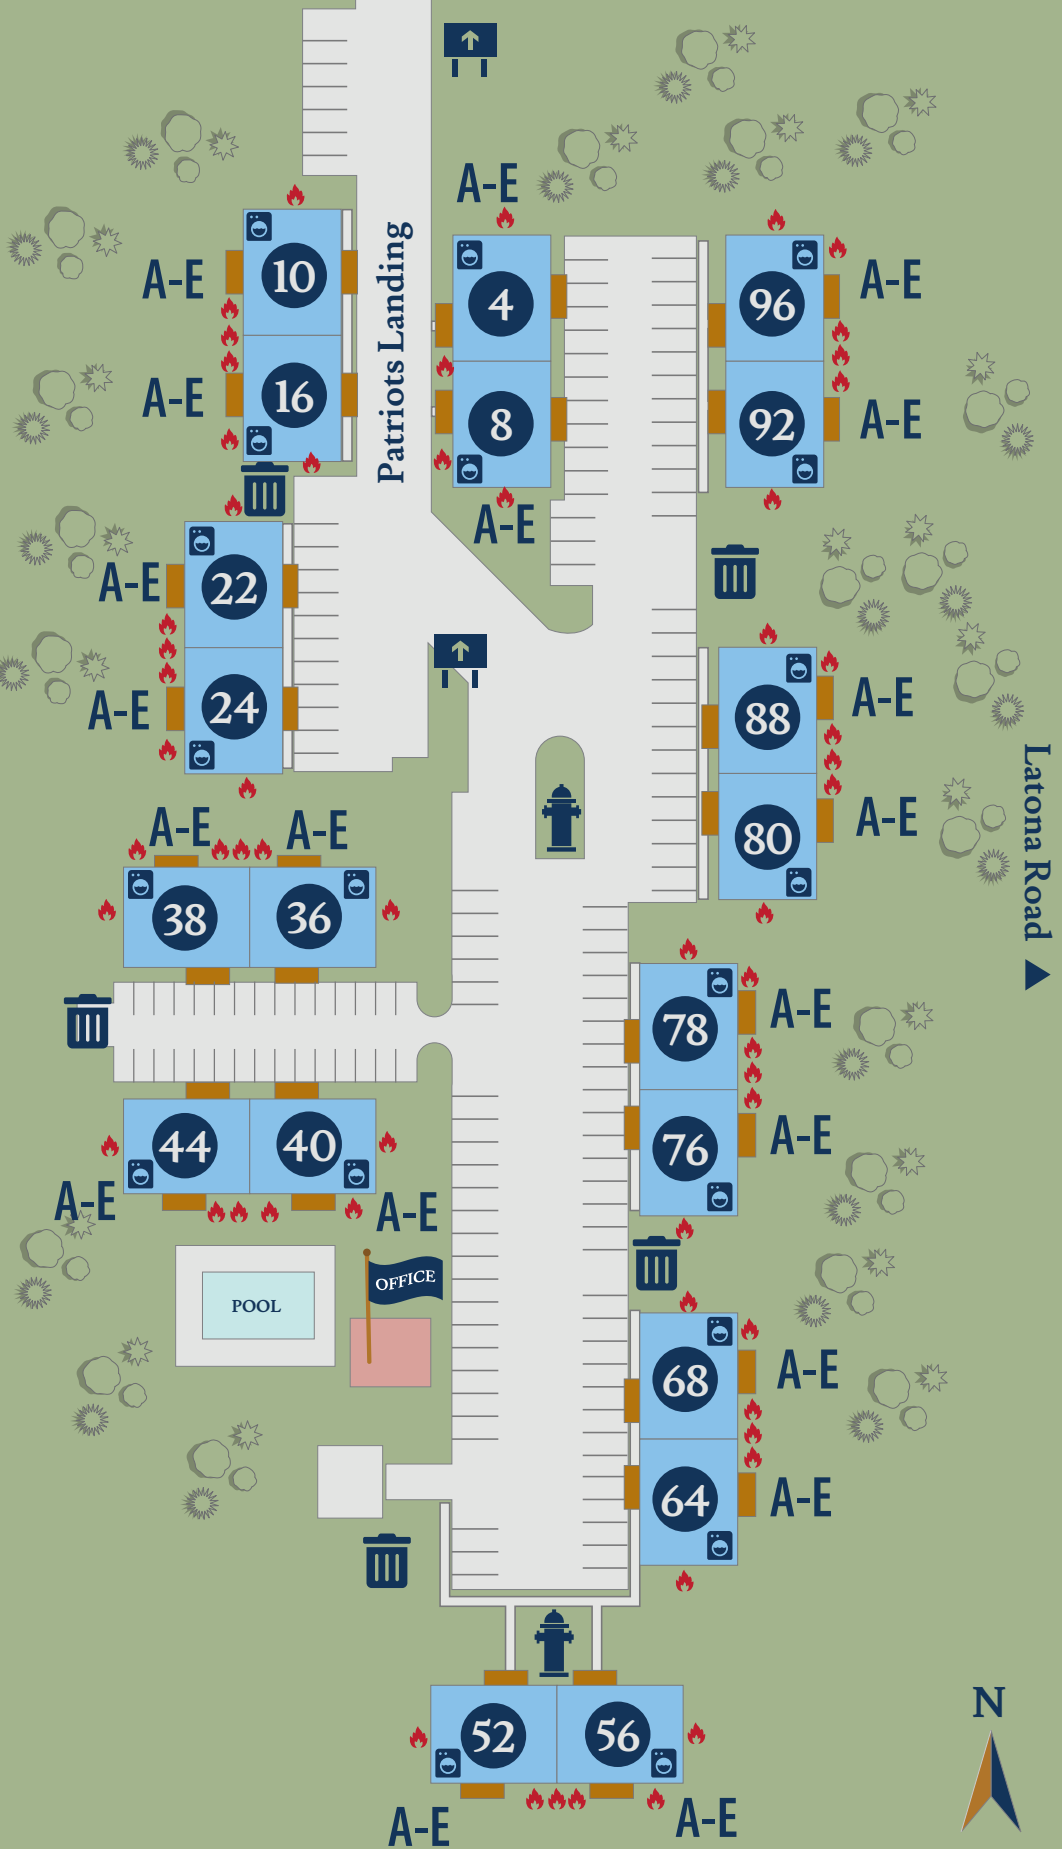 A-E
10
A-E
4
96
A-E
Patriots Landing
A-E
16
8
92
A-E
A-E
A-E
22
A-E
24
88
A-E
80
A-E
Latona Road
A-E
A-E
38
36
78
A-E
44
40
76
A-E
A-E
A-E
OFFICE
POOL
68
A-E
64
A-E
N
52
56
A-E
A-E